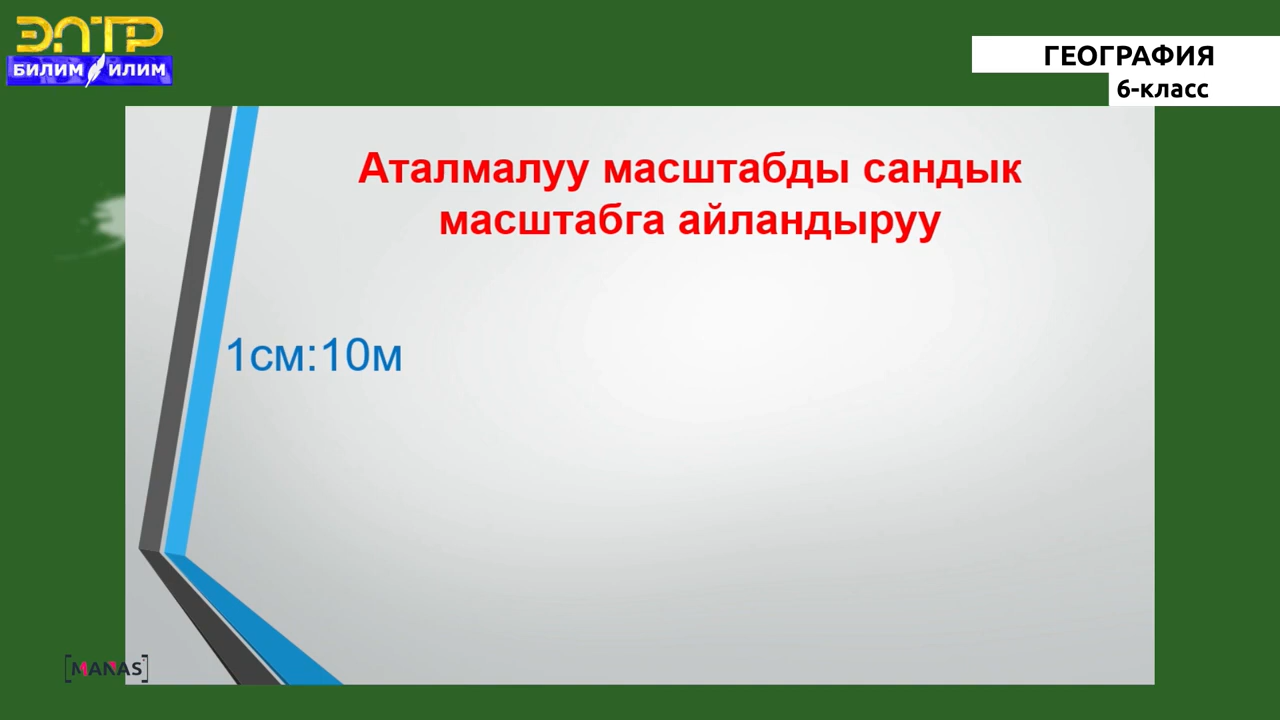 ЭЛТР
БИЛИМ ИЛИМ
ГЕОГРАФИЯ
6-класс
Аталмалуу масштабды сандык
масштабга айландыруу
1см:10м
MANAS